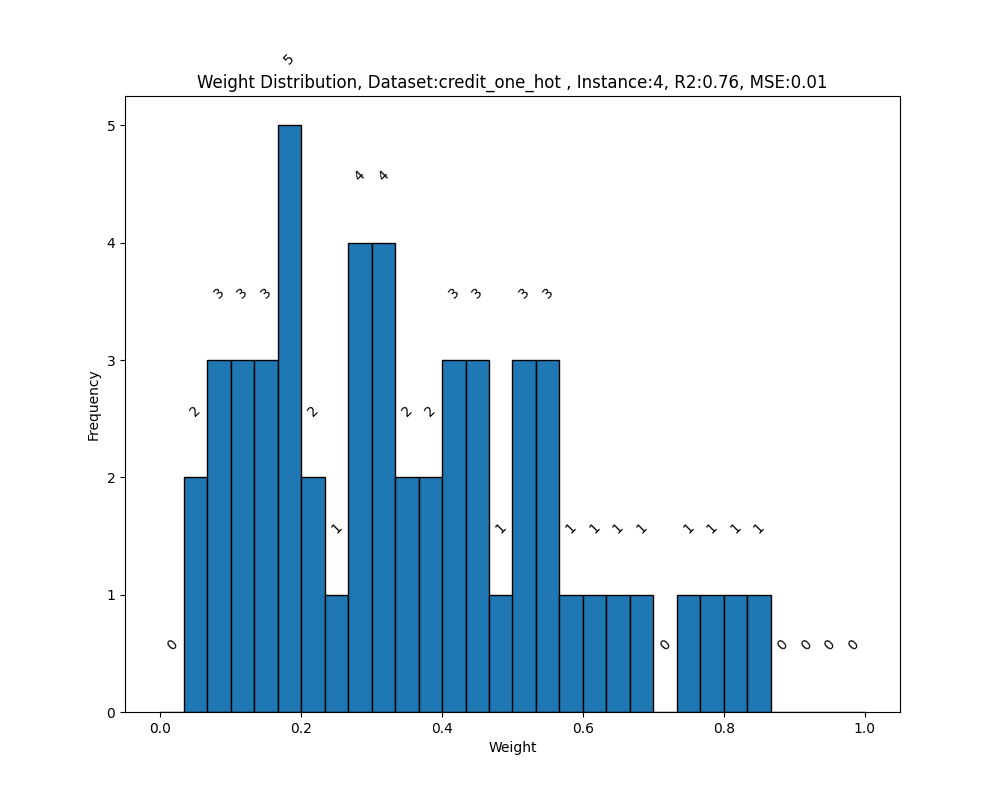 5
Weight Distribution, Dataset:credit_one_hot , Instance:4, R2:0.76, MSE:0.01
5
4 4
4
3 3 3 3 3 3 3
3
2 2 2 2
2
1 1 1 1 1 1 1 1 1 1
1
0 0 0 0 0 0
0
0.0 0.2 0.4 0.6 0.8 1.0
Weight
Frequency